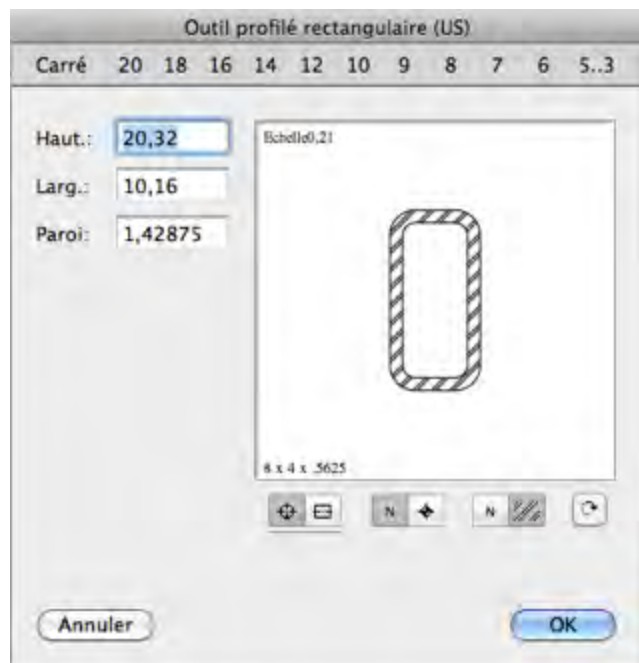 Outil profilé rectangulaire (US)
Carré 20 18 16 14 12 10 9 8 7 6 5..3
Haut.: 20,32
Larg.: 10,16
Paroi: 1,42875
Echelle0,21
8 x 4 x .5625
N N
Annuler OK